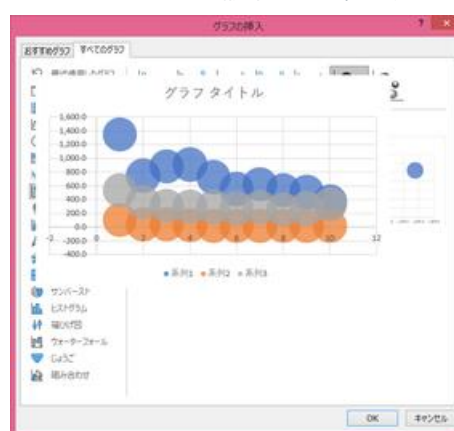 グラフの挿入
? ×
おすすめグラフ すべてのグラフ
グラフ タイトル
1,600.0
1,400.0
1,200.0
1,000.0
800.0
600.0
400.0
200.0
0.0
-200.0
-400.0
-2 0 2 4 6 8 10 12
系列1 系列2 系列3
サンバースト
ヒストグラム
箱ひげ図
ウォーターフォール
じょうご
組み合わせ
OK キャンセル